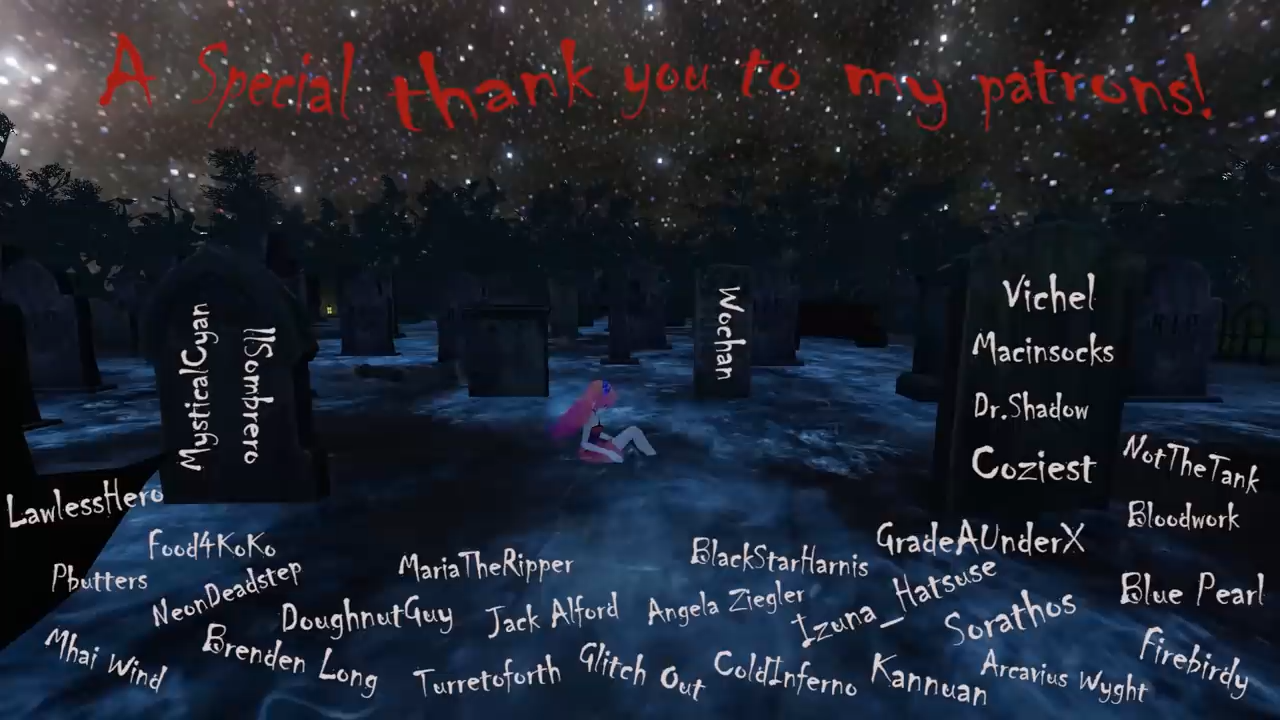 A Special thank you to my patrons!
MysticalCyan
llSombrero
Wochan
Vichel
Macinsocks
Dr.Shadow
Coziest
RIP
NotTheTank
LawlessHero
Bloodwork
Food4KoKo
GradeAUnderX
MariaTheRipper
BlackStarHarnis
Pbutters
NeonDeadstep
Blue Pearl
DoughnutGuy
Jack Alford
Angela Ziegler
Izuna_Hatsuse
Sorathos
Mhai Wind
Brenden Long
Turretoforth
Glitch Out
ColdInferno
Kannuan
Arcavius Wyght
Firebirdy